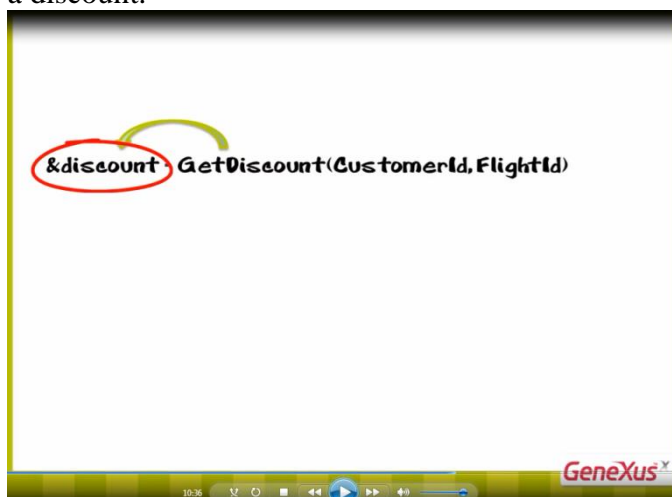 a discount.
&discount = GetDiscount(CustomerId,FlightId)
GeneXus X
10:36